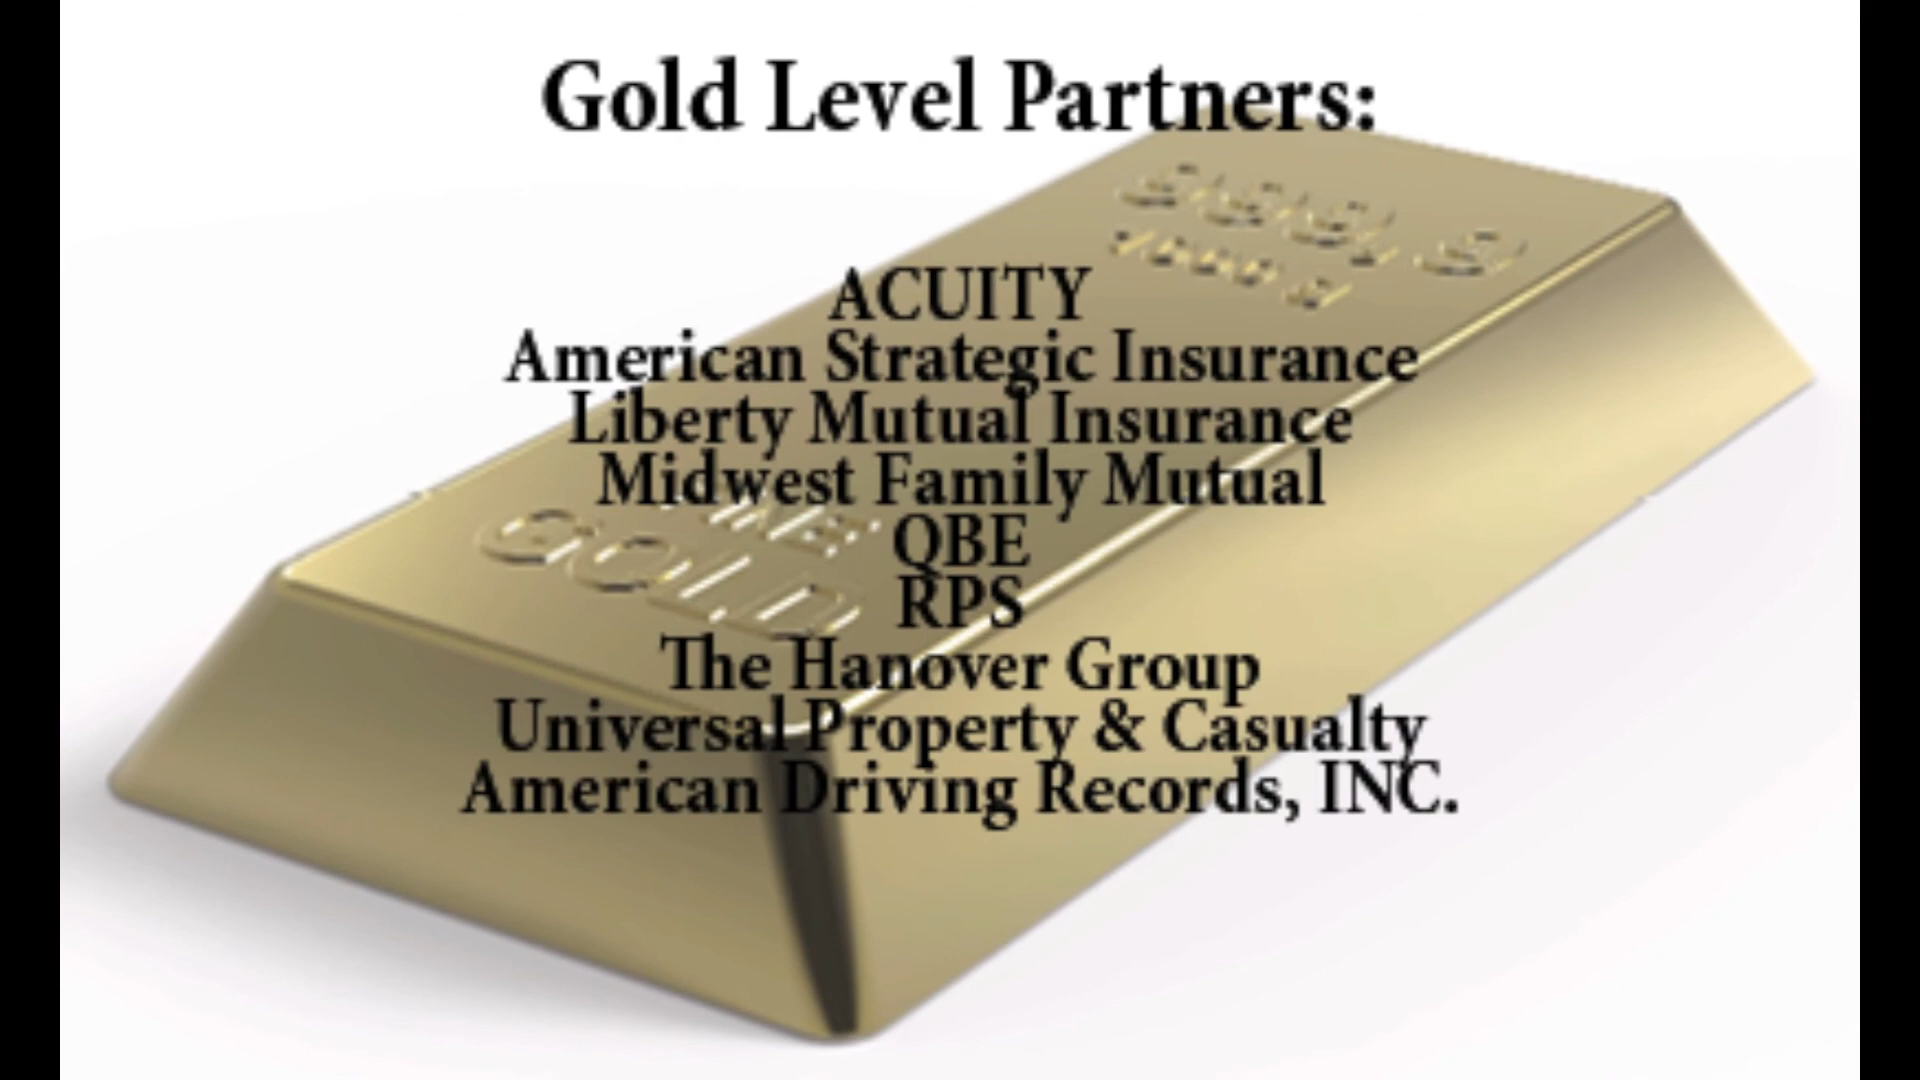 Gold Level Partners:
ACUITY
American Strategic Insurance
Liberty Mutual Insurance
Midwest Family Mutual
QBE
RPS
The Hanover Group
Universal Property & Casualty
American Driving Records, INC.
GOLD